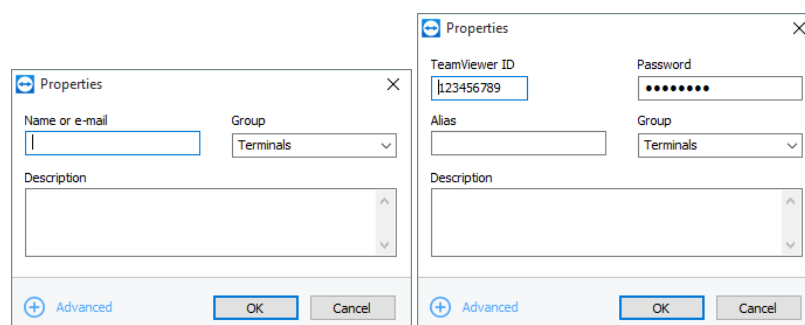 Properties
Name or e-mail
Group
Terminals
Description
Advanced
OK
Cancel
Properties
TeamViewer ID
Password
123456789
••••••••
Alias
Group
Terminals
Description
Advanced
OK
Cancel